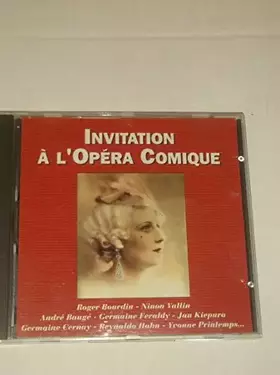 INVITATION
À L'OPÉRA COMIQUE
Roger Bourdin - Ninon Vallin
André Baugé - Germaine Feraldy - Jan Kiepura
Germaine Cernay - Reynaldo Hahn - Yvonne Printemps...